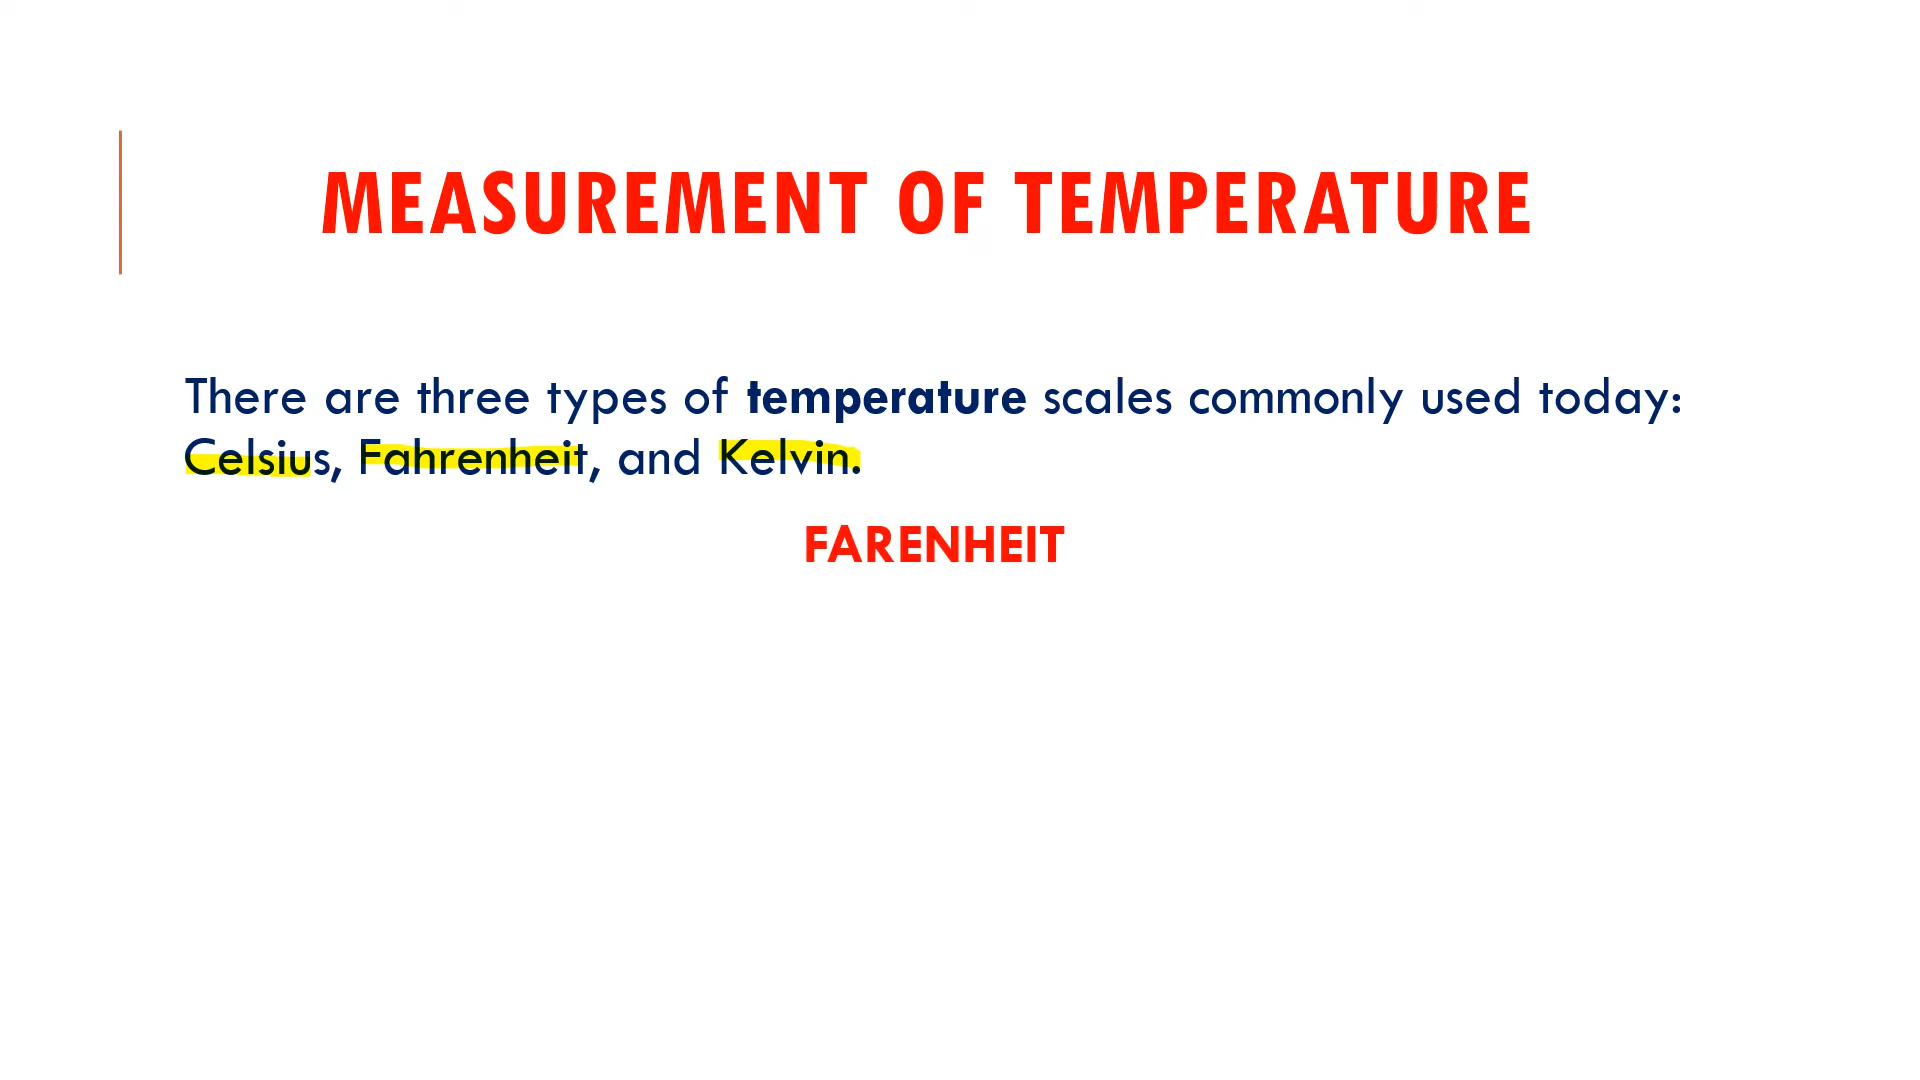 MEASUREMENT OF TEMPERATURE
There are three types of temperature scales commonly used today:
Celsius, Fahrenheit, and Kelvin.
FARENHEIT